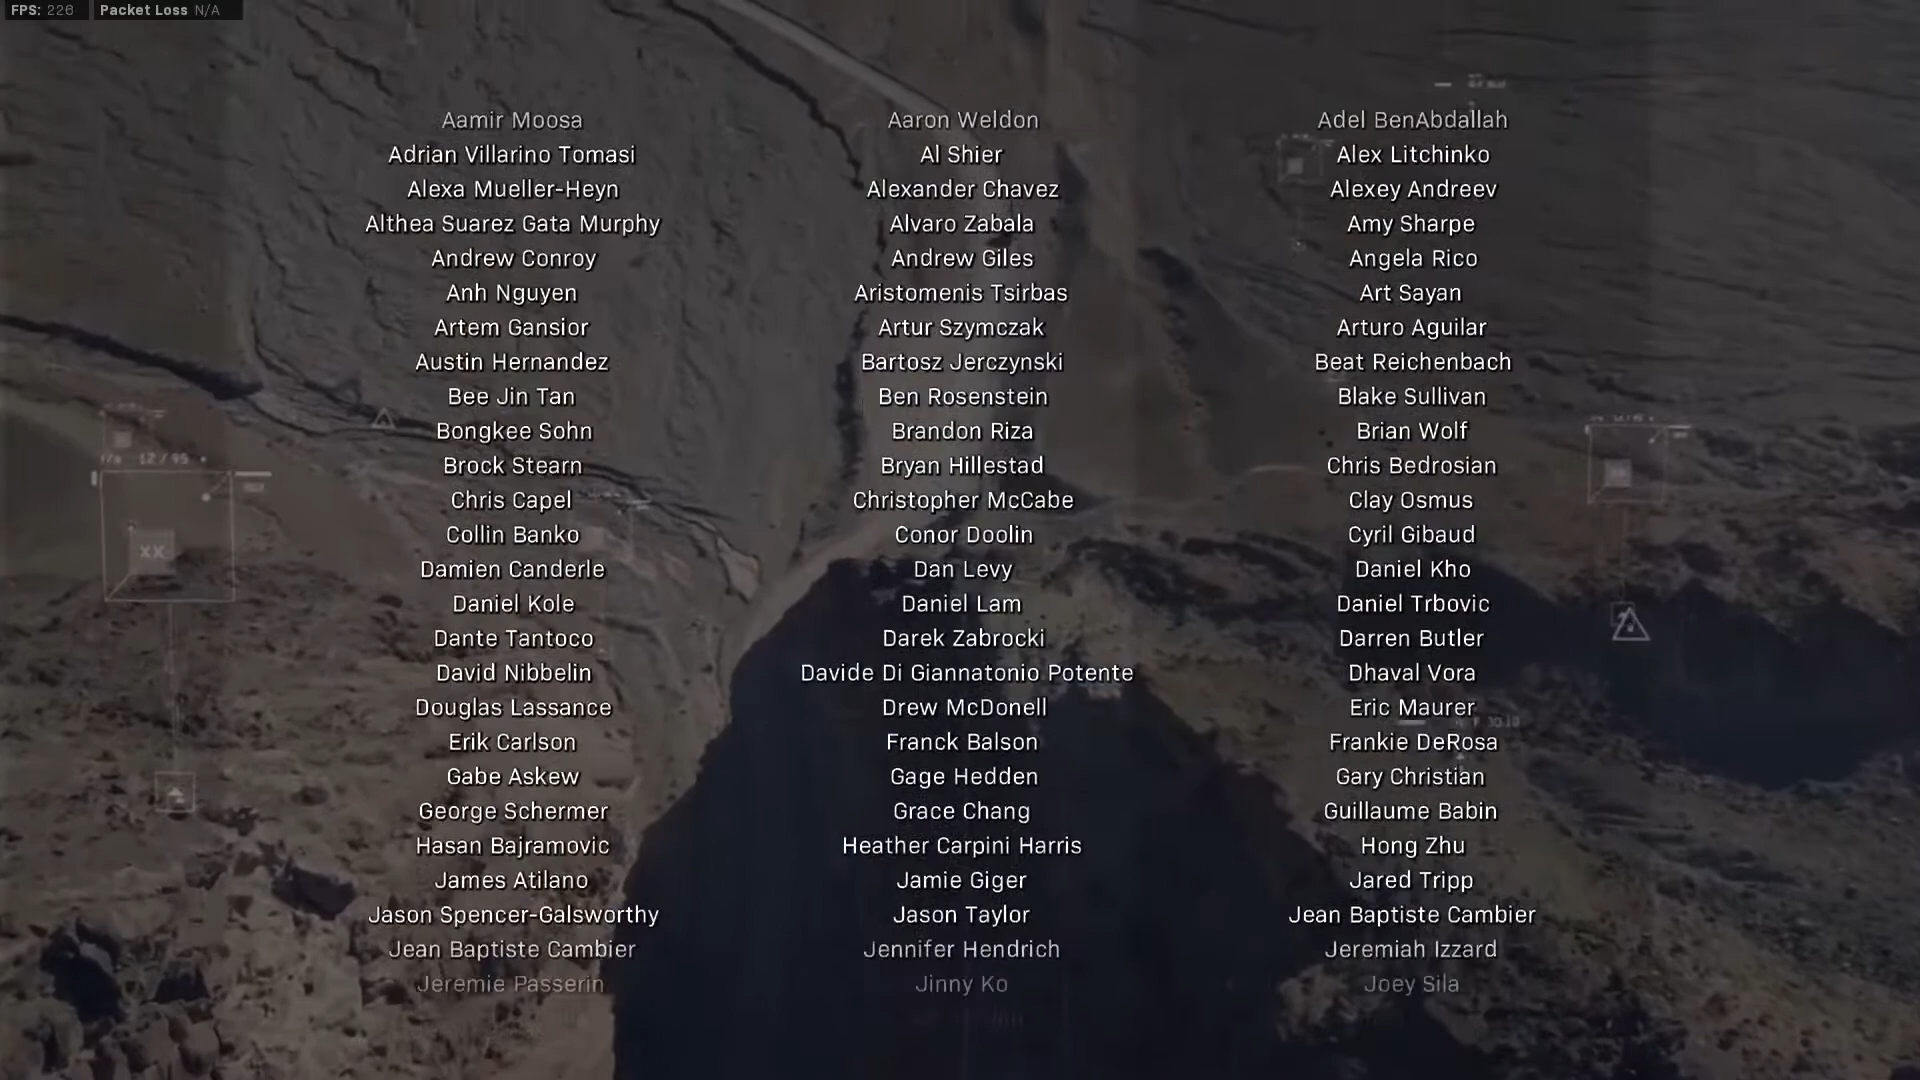 FPS: 226 Packet Loss N/A
Aamir Moosa Aaron Weldon Adel BenAbdallah
Adrian Villarino Tomasi Al Shier Alex Litchinko
Alexa Mueller-Heyn Alexander Chavez Alexey Andreev
Althea Suarez Gata Murphy Alvaro Zabala Amy Sharpe
Andrew Conroy Andrew Giles Angela Rico
Anh Nguyen Aristomenis Tsirbas Art Sayan
Artem Gansior Artur Szymczak Arturo Aguilar
Austin Hernandez Bartosz Jerczynski Beat Reichenbach
Bee Jin Tan Ben Rosenstein Blake Sullivan
Bongkee Sohn Brandon Riza Brian Wolf
Brock Stearn Bryan Hillestad Chris Bedrosian
Chris Capel Christopher McCabe Clay Osmus
Collin Banko Conor Doolin Cyril Gibaud
Damien Canderle Dan Levy Daniel Kho
Daniel Kole Daniel Lam Daniel Trbovic
Dante Tantoco Darek Zabrocki Darren Butler
David Nibbelin Davide Di Giannatonio Potente Dhaval Vora
Douglas Lassance Drew McDonell Eric Maurer
Erik Carlson Franck Balson Frankie DeRosa
Gabe Askew Gage Hedden Gary Christian
George Schermer Grace Chang Guillaume Babin
Hasan Bajramovic Heather Carpini Harris Hong Zhu
James Atilano Jamie Giger Jared Tripp
Jason Spencer-Galsworthy Jason Taylor Jean Baptiste Cambier
Jean Baptiste Cambier Jennifer Hendrich Jeremiah Izzard
Jeremie Passerin Jinny Ko Joey Sila
12/95
XX